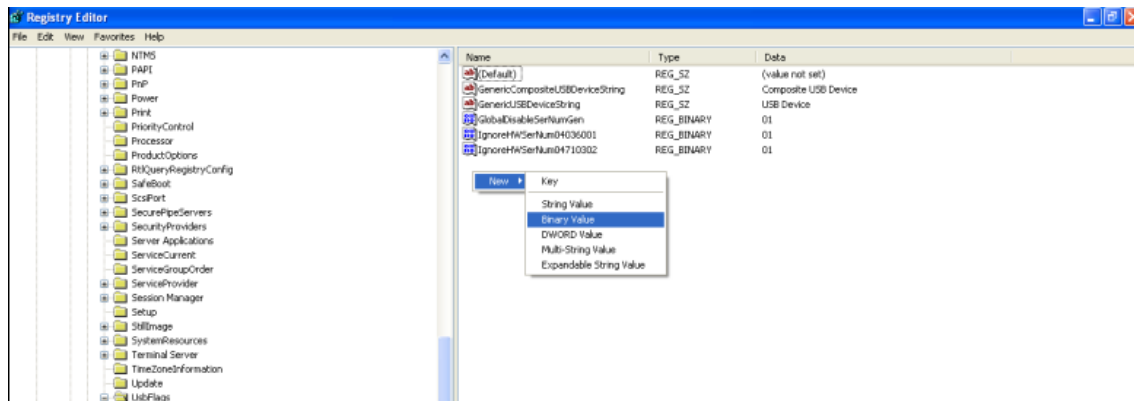 Registry Editor
File Edit View Favorites Help
NTMS
PAPI
PnP
Power
Print
PriorityControl
Processor
ProductOptions
RtlQueryRegistryConfig
SafeBoot
ScsiPort
SecurePipeServers
SecurityProviders
Server Applications
ServiceCurrent
ServiceGroupOrder
ServiceProvider
Session Manager
Setup
StillImage
SystemResources
Terminal Server
TimeZoneInformation
Update
UsbFlags
Name Type Data
(Default) REG_SZ (value not set)
GenericCompositeUSBDeviceString REG_SZ Composite USB Device
GenericUSBDeviceString REG_SZ USB Device
GlobalDisableSerNumGen REG_BINARY 01
IgnoreHWSerNum04036001 REG_BINARY 01
IgnoreHWSerNum04710302 REG_BINARY 01
New
Key
String Value
Binary Value
DWORD Value
Multi-String Value
Expandable String Value